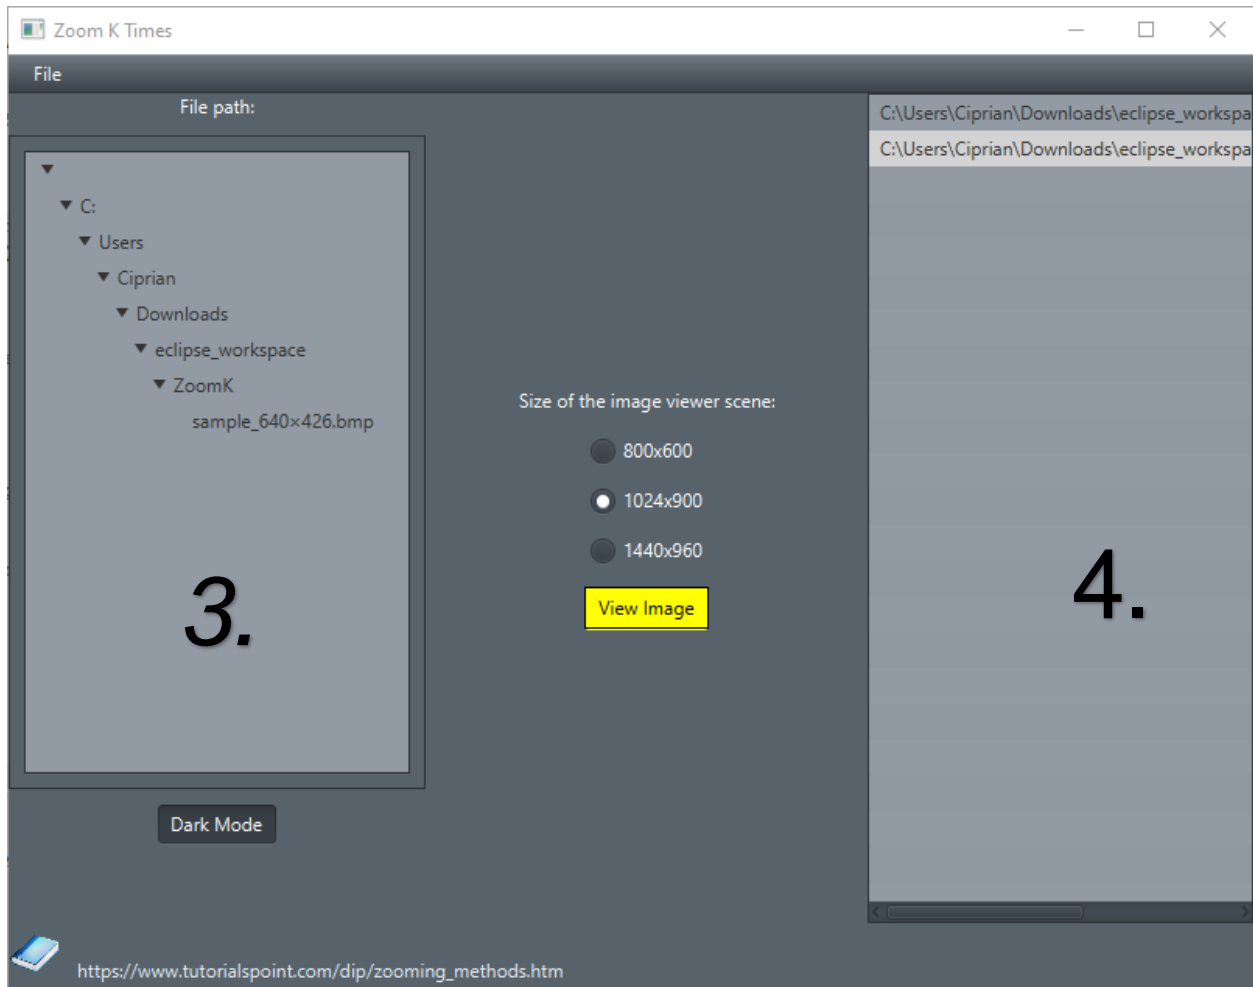 Zoom K Times
File
File path:
C:
Users
Ciprian
Downloads
eclipse_workspace
ZoomK
sample_640×426.bmp
3.
Dark Mode
Size of the image viewer scene:
800x600
1024x900
1440x960
View Image
C:\Users\Ciprian\Downloads\eclipse_workspa
C:\Users\Ciprian\Downloads\eclipse_workspa
4.
https://www.tutorialspoint.com/dip/zooming_methods.htm